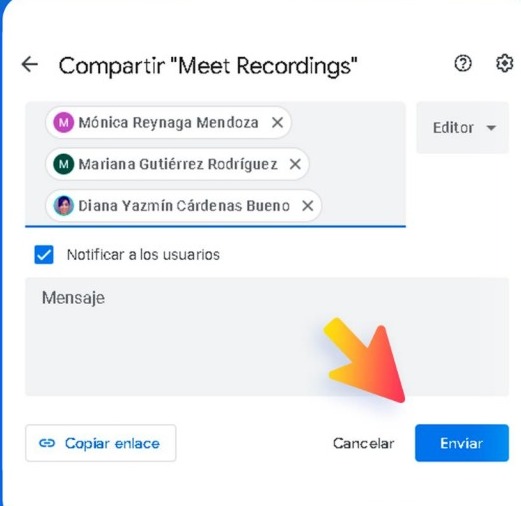 Compartir "Meet Recordings"
M Mónica Reynaga Mendoza
Editor
M Mariana Gutiérrez Rodríguez
Diana Yazmín Cárdenas Bueno
Notificar a los usuarios
Mensaje
Copiar enlace
Cancelar
Enviar